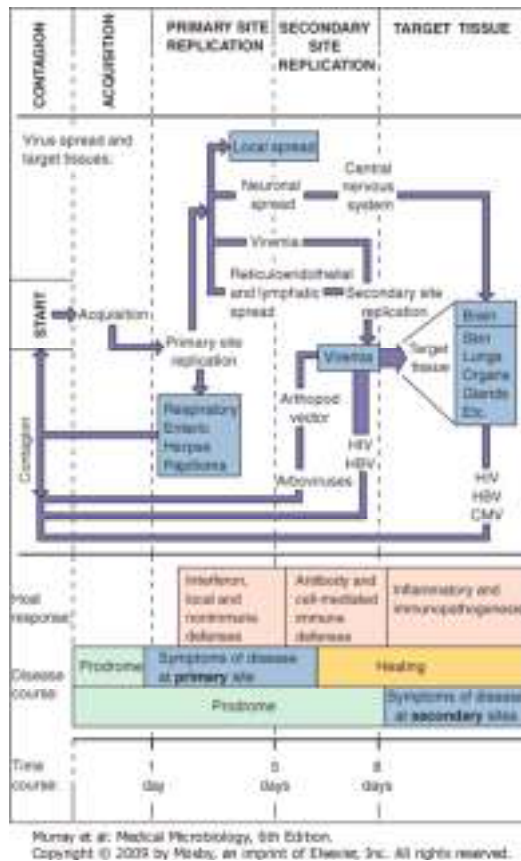 CONTAGION
ACQUISITION
PRIMARY SITE
REPLICATION
SECONDARY
SITE
REPLICATION
TARGET TISSUE
Virus spread and
target tissues:
Local spread
Neuronal
spread
Central
nervous
system
Viremia
Reticuloendothelial
and lymphatic
spread
Secondary site
replication
START
Acquisition
Primary site
replication
Viremia
Target
tissue
Brain
Skin
Lungs
Organs
Glands
Etc.
Respiratory
Enteric
Herpes
Papilloma
Arthopod
vector
Contagion
Arboviruses
HIV
HBV
HIV
HBV
CMV
Host
response:
Interferon,
local and
nonimmune
defenses
Antibody and
cell-mediated
immune
defenses
Inflammatory and
immunopathogenesis
Disease
course:
Prodrome
Symptoms of disease
at primary site
Healing
Prodrome
Symptoms of disease
at secondary sites
Time
course:
1
day
5
days
8
days
Murray et al: Medical Microbiology, 6th Edition.
Copyright © 2009 by Mosby, an imprint of Elsevier, Inc. All rights reserved.